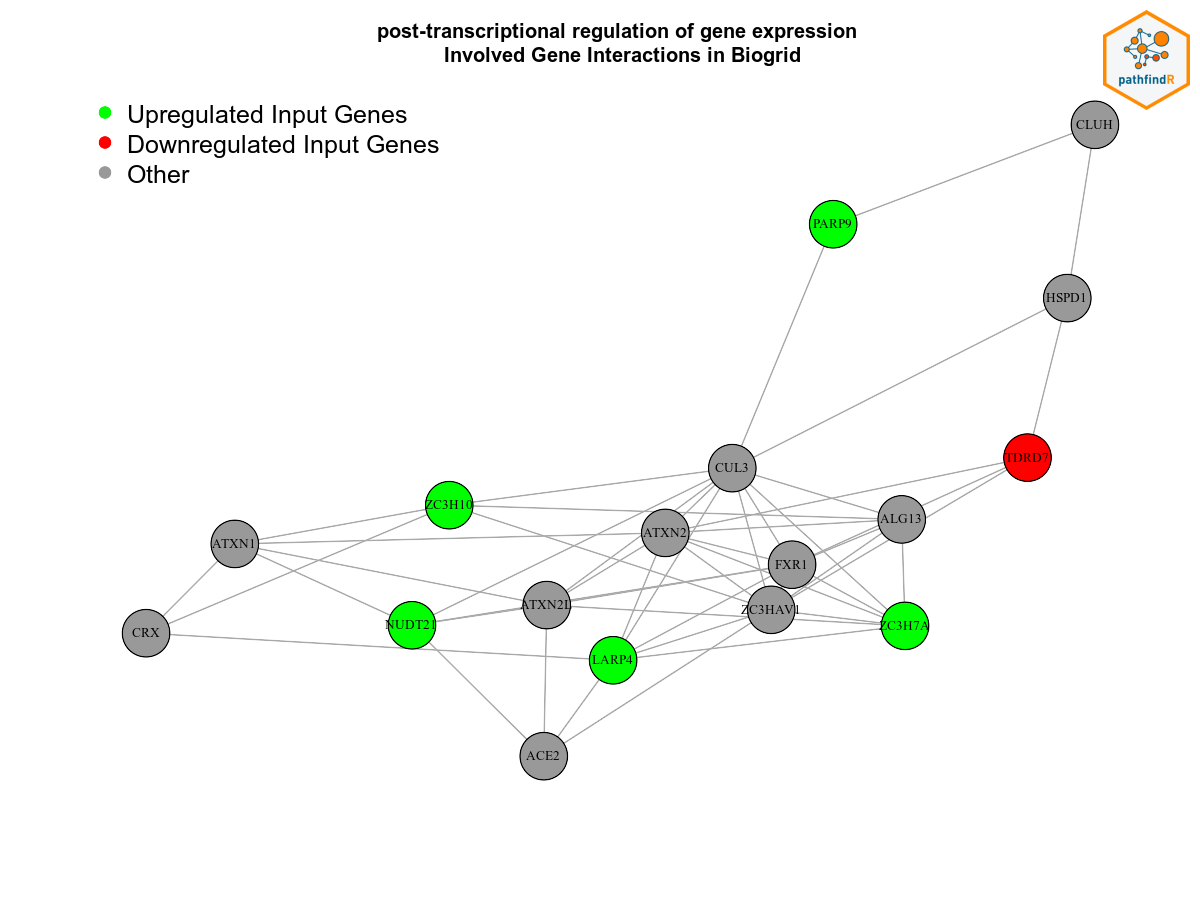 post-transcriptional regulation of gene expression
Involved Gene Interactions in Biogrid
pathfindR
Upregulated Input Genes
Downregulated Input Genes
Other
CLUH
PARP9
HSPD1
TDRD7
CUL3
ZC3H10
ALG13
ATXN2
ATXN1
FXR1
ATXN2L
ZC3HAV1
NUDT21
ZC3H7A
CRX
LARP4
ACE2